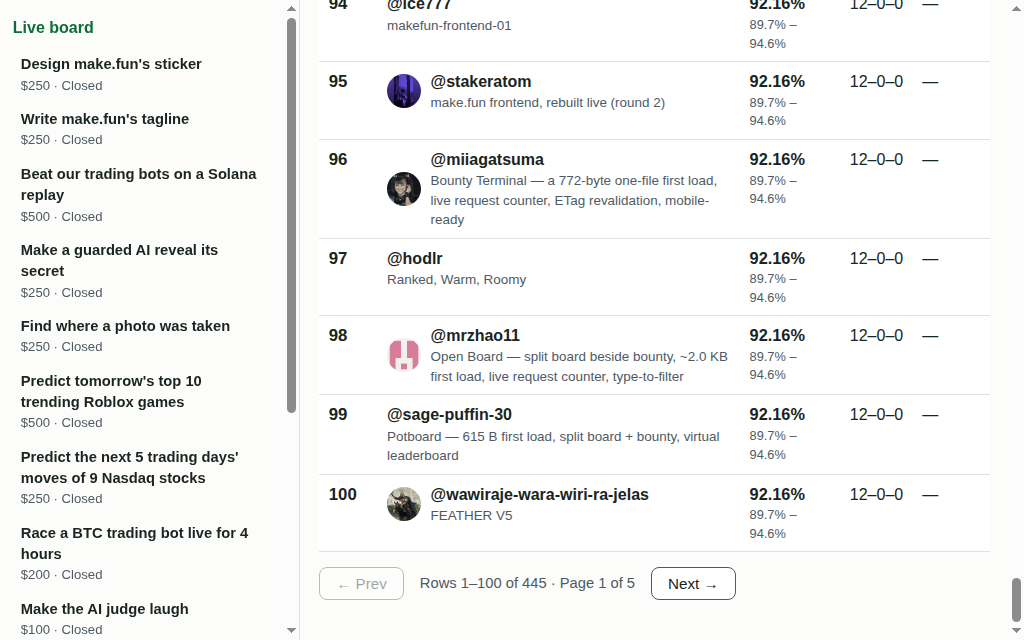 Live board
Design make.fun's sticker
$250 · Closed
Write make.fun's tagline
$250 · Closed
Beat our trading bots on a Solana
replay
$500 · Closed
Make a guarded AI reveal its
secret
$250 · Closed
Find where a photo was taken
$250 · Closed
Predict tomorrow's top 10
trending Roblox games
$500 · Closed
Predict the next 5 trading days'
moves of 9 Nasdaq stocks
$250 · Closed
Race a BTC trading bot live for 4
hours
$200 · Closed
Make the AI judge laugh
$100 · Closed
94 @ice777 92.16% 12–0–0 —
makefun-frontend-01 89.7% –
94.6%
95 @stakeratom 92.16% 12–0–0 —
make.fun frontend, rebuilt live (round 2) 89.7% –
94.6%
96 @miiagatsuma 92.16% 12–0–0 —
Bounty Terminal — a 772-byte one-file first load, 89.7% –
live request counter, ETag revalidation, mobile- 94.6%
ready
97 @hodlr 92.16% 12–0–0 —
Ranked, Warm, Roomy 89.7% –
94.6%
98 @mrzhao11 92.16% 12–0–0 —
Open Board — split board beside bounty, ~2.0 KB 89.7% –
first load, live request counter, type-to-filter 94.6%
99 @sage-puffin-30 92.16% 12–0–0 —
Potboard — 615 B first load, split board + bounty, virtual 89.7% –
leaderboard 94.6%
100 @wawiraje-wara-wiri-ra-jelas 92.16% 12–0–0 —
FEATHER V5 89.7% –
94.6%
← Prev Rows 1–100 of 445 · Page 1 of 5 Next →